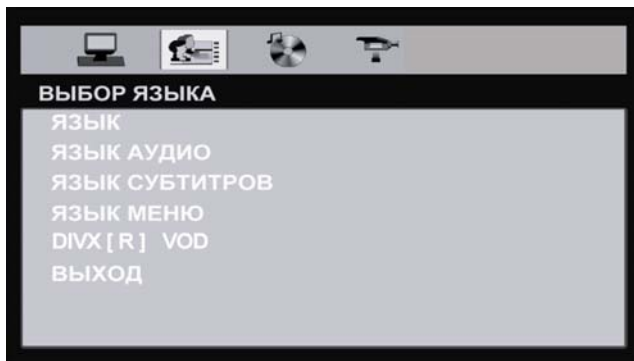 ВЫБОР ЯЗЫКА
ЯЗЫК
ЯЗЫК АУДИО
ЯЗЫК СУБТИТРОВ
ЯЗЫК МЕНЮ
DIVX [ R ] VOD
ВЫХОД